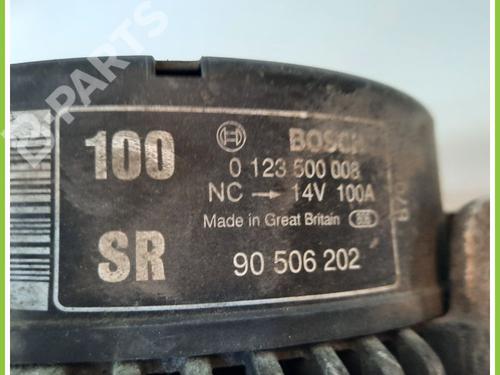 B-PARTS
100
BOSCH
0 123 500 008
NC → 14V 100A
Made in Great Britain
SR
90 506 202